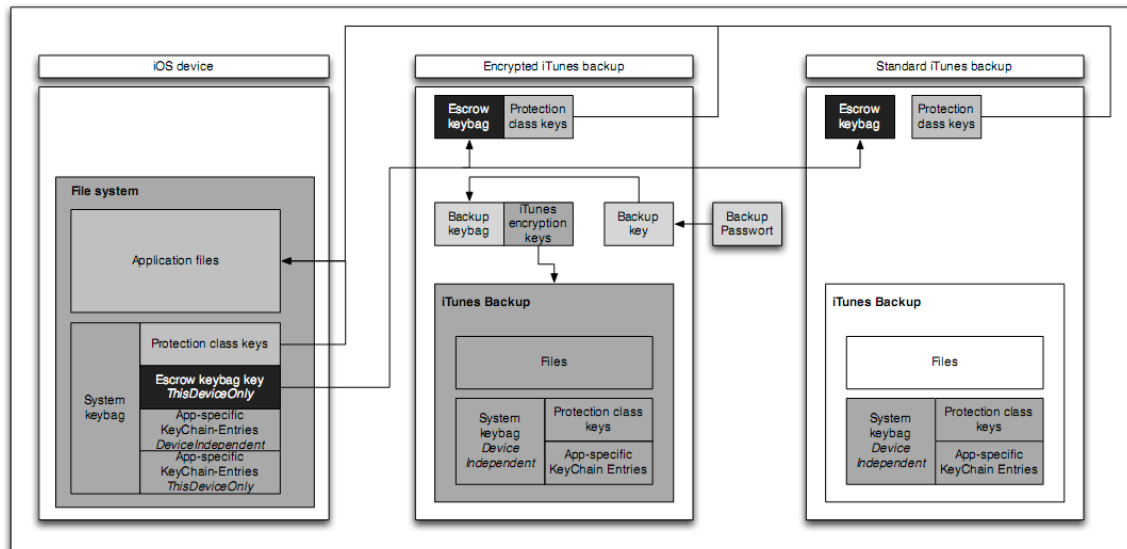 iOS device
Encrypted iTunes backup
Standard iTunes backup
Escrow
keybag
Protection
class keys
Escrow
keybag
Protection
class keys
File system
Application files
Backup
keybag
iTunes
encryption
keys
Backup
key
Backup
Passwort
System
keybag
Protection class keys
Escrow keybag key
ThisDeviceOnly
App-specific
KeyChain-Entries
DeviceIndependent
App-specific
KeyChain-Entries
ThisDeviceOnly
iTunes Backup
Files
System
keybag
Device
Independent
Protection class
keys
App-specific
KeyChain Entries
iTunes Backup
Files
System
keybag
Device
Independent
Protection class
keys
App-specific
KeyChain Entries